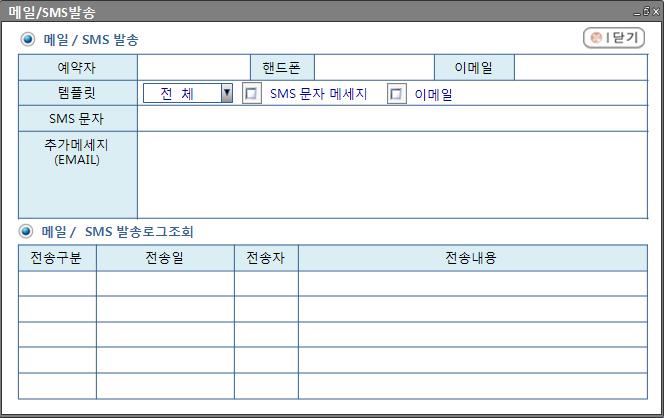 메일/SMS발송
메일 / SMS 발송
닫기
예약자 핸드폰 이메일
템플릿 전 체 SMS 문자 메세지 이메일
SMS 문자
추가메세지
(EMAIL)
메일 / SMS 발송로그조회
전송구분 전송일 전송자 전송내용